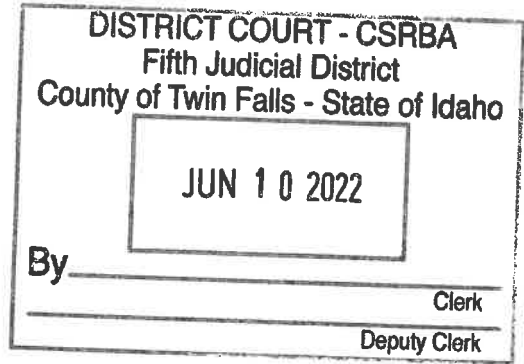 DISTRICT COURT - CSRBA
Fifth Judicial District
County of Twin Falls - State of Idaho
JUN 10 2022
By
Clerk
Deputy Clerk